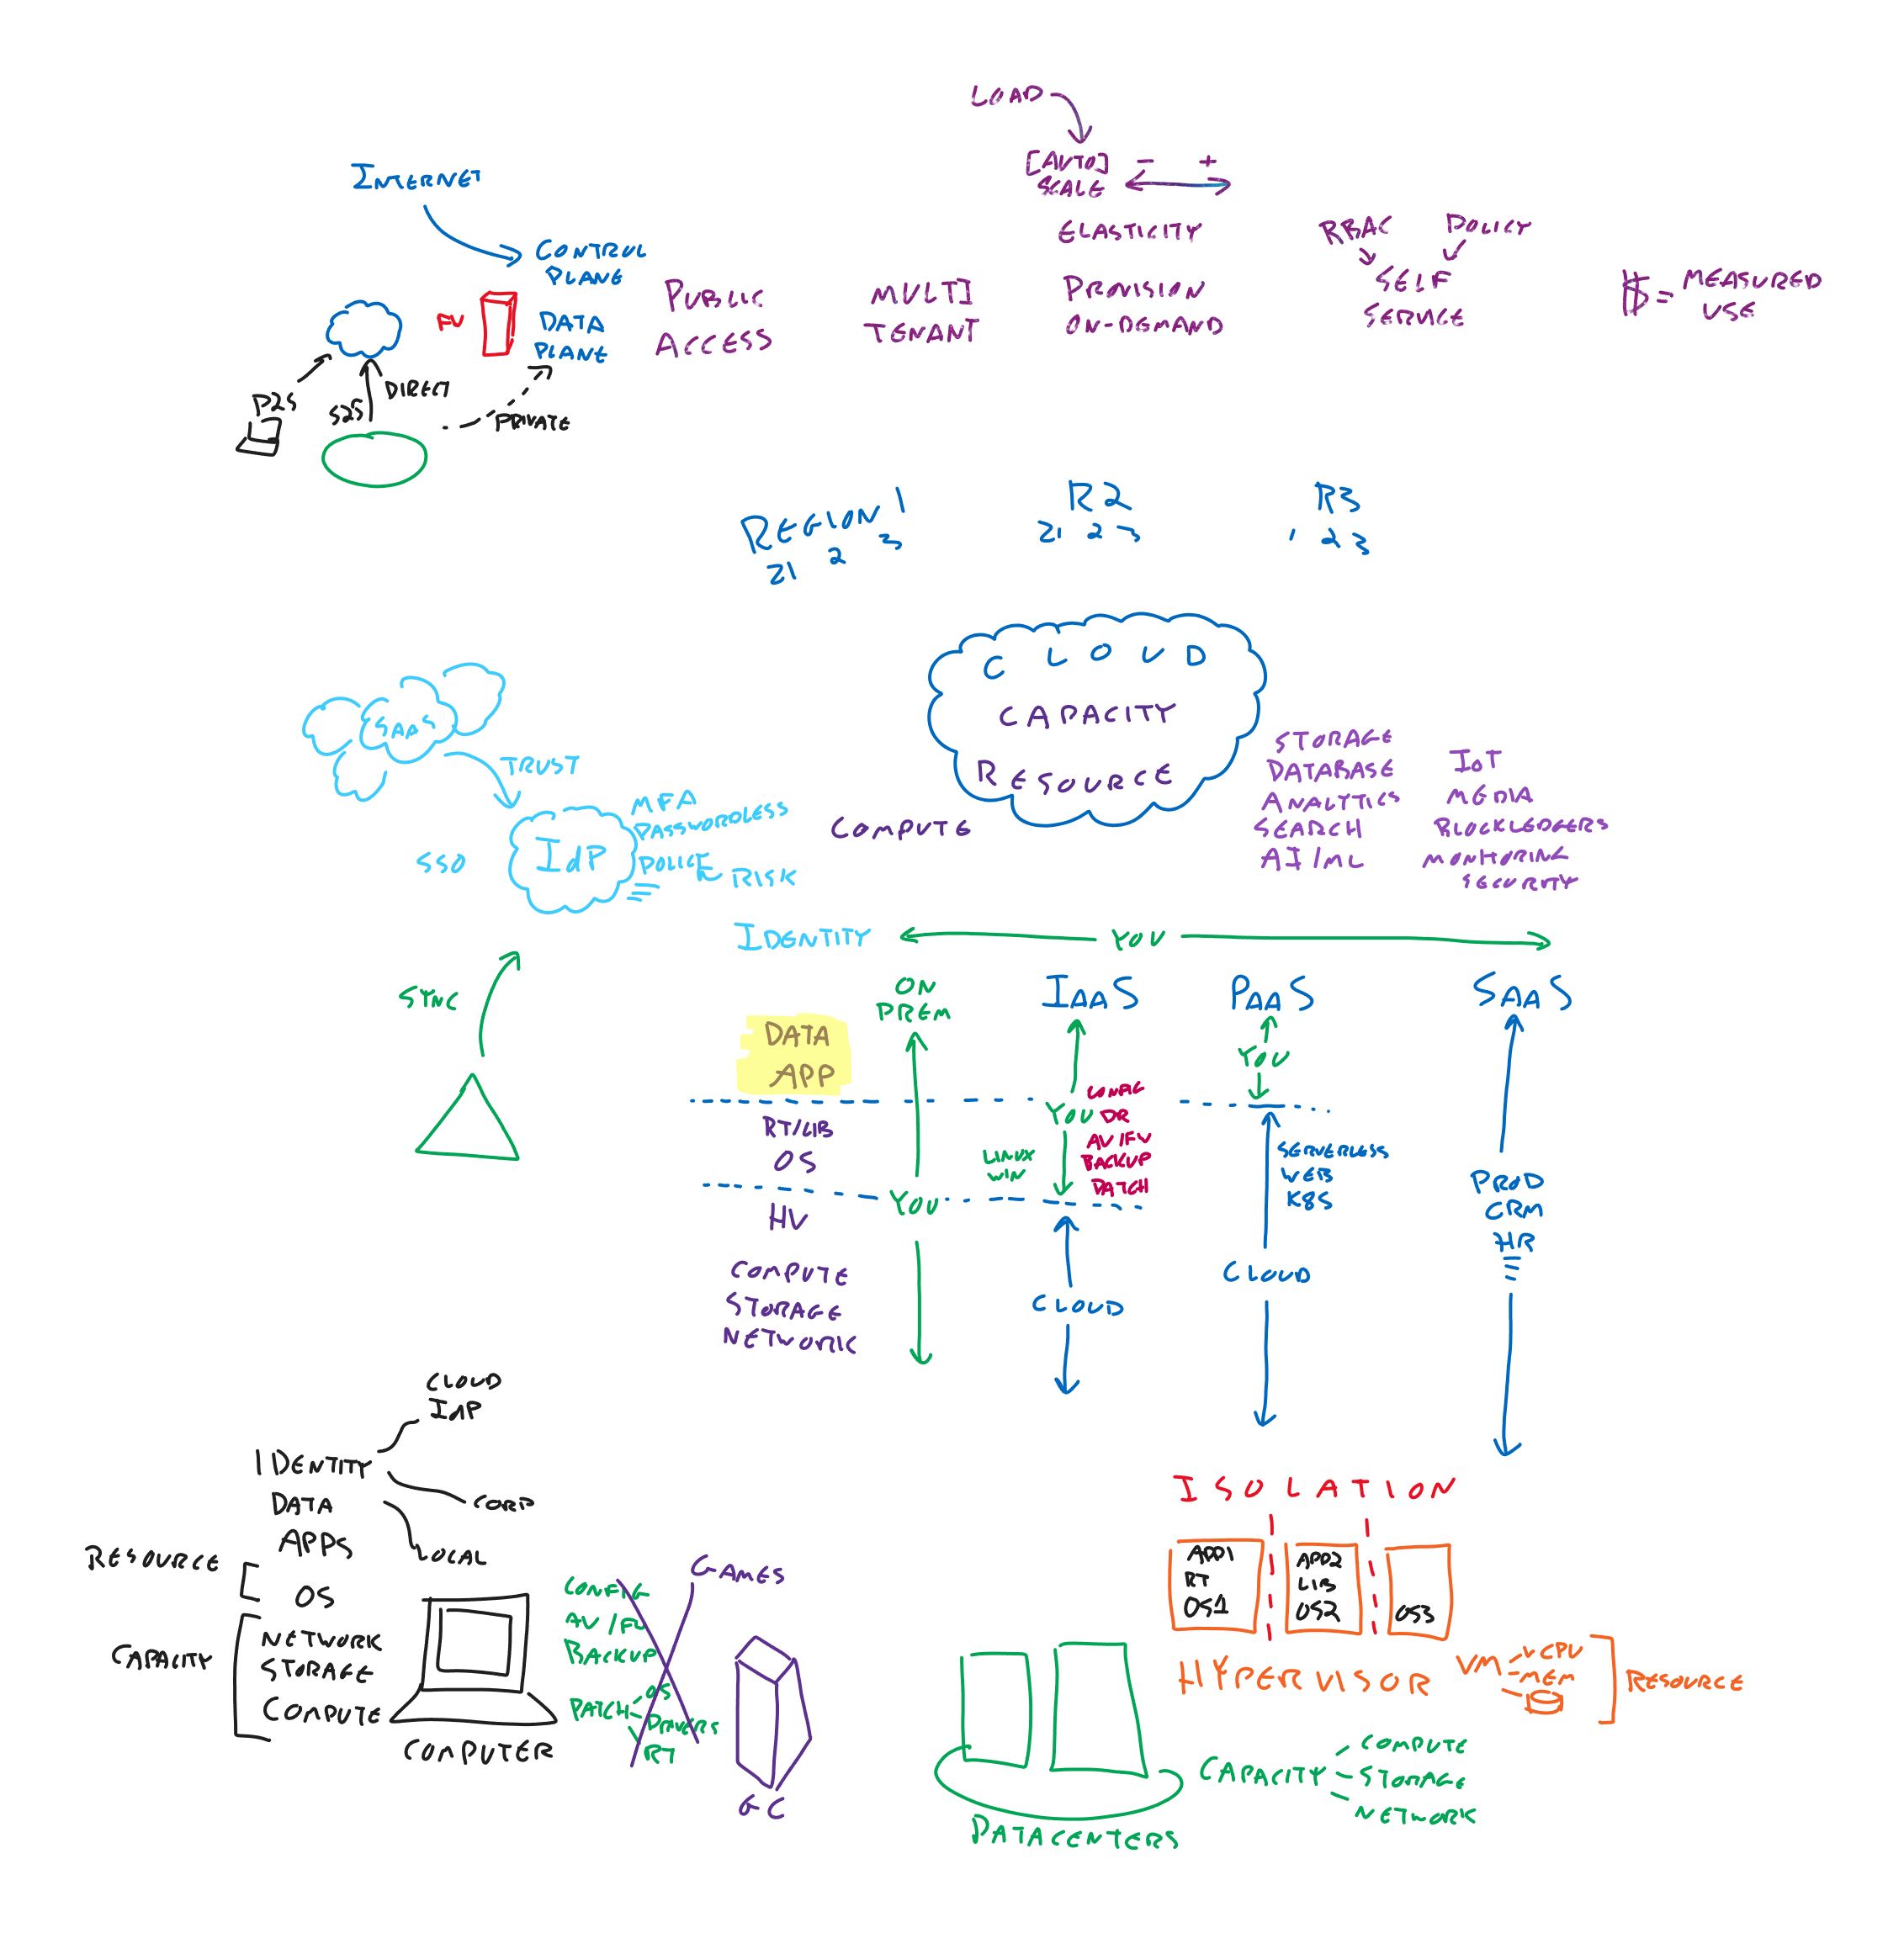 LOAD
[AUTO] - +
SCALE
ELASTICITY
INTERNET
CONTROL
PLANE
FW
DATA
PLANE
PUBLIC
ACCESS
MULTI
TENANT
PROVISION
ON-DEMAND
RBAC POLICY
SELF
SERVICE
$ = MEASURED
USE
P2S
S2S
DIRECT
PRIVATE
REGION 1
Z1 2 3
R2
Z1 2 3
R3
1 2 3
CLOUD
CAPACITY
RESOURCE
COMPUTE
STORAGE
DATABASE
ANALYTICS
SEARCH
AI/ML
IoT
MEDIA
BLOCKLEDGERS
MONITORING
SECURITY
SAAS
TRUST
SSO
IdP
MFA
PASSWORDLESS
POLICIE
RISK
SYNC
IDENTITY
YOU
ON
PREM
IAAS
PAAS
SAAS
DATA
APP
RT/LIB
OS
HV
COMPUTE
STORAGE
NETWORK
YOU
YOU
LINUX
WIN
CONFIG
DR
AV/FW
BACKUP
PATCH
CLOUD
YOU
SERVERLESS
WEB
K8S
CLOUD
PROD
CRM
HR
CLOUD
IdP
IDENTITY
CORP
LOCAL
DATA
APPS
RESOURCE
OS
CAPACITY
NETWORK
STORAGE
COMPUTE
COMPUTER
CONFIG
AV/FW
BACKUP
PATCH
OS
DRIVERS
RT
GAMES
GC
DATACENTERS
ISOLATION
APP1
RT
OS1
APP2
LIB
OS2
OS3
HYPERVISOR
VM
vCPU
MEM
RESOURCE
CAPACITY
COMPUTE
STORAGE
NETWORK